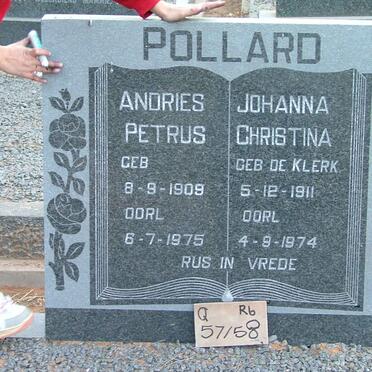 POLLARD
ANDRIES
PETRUS
GEB
8-9-1909
OORL
6-7-1975
JOHANNA
CHRISTINA
GEB DE KLERK
5-12-1911
OORL
4-9-1974
RUS IN VREDE
Q R6
57/58